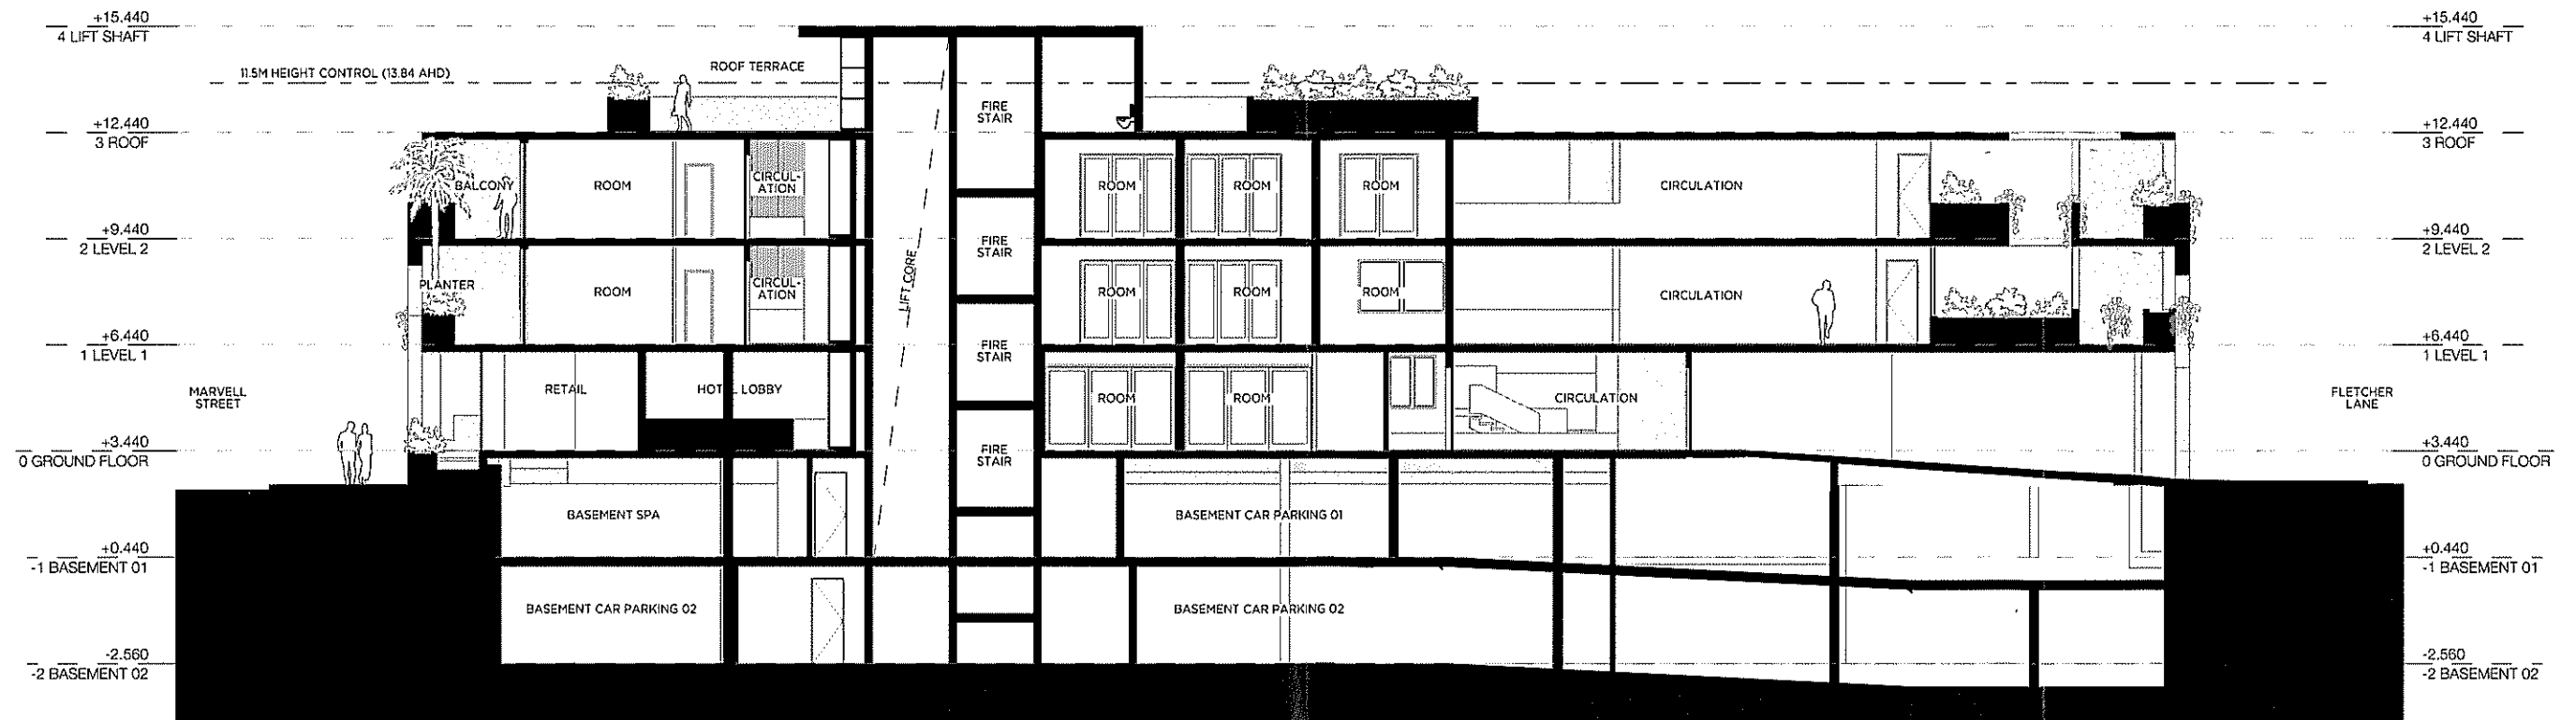 +15.440
4 LIFT SHAFT
+15.440
4 LIFT SHAFT
11.5M HEIGHT CONTROL (13.84 AHD)
ROOF TERRACE
FIRE
STAIR
+12.440
3 ROOF
+12.440
3 ROOF
BALCONY
ROOM
CIRCUL-
ATION
ROOM
ROOM
ROOM
CIRCULATION
+9.440
2 LEVEL 2
FIRE
STAIR
+9.440
2 LEVEL 2
PLANTER
ROOM
CIRCUL-
ATION
LIFT CORE
ROOM
ROOM
ROOM
CIRCULATION
+6.440
1 LEVEL 1
FIRE
STAIR
+6.440
1 LEVEL 1
MARVELL
STREET
RETAIL
HOTEL LOBBY
ROOM
ROOM
CIRCULATION
FLETCHER
LANE
+3.440
0 GROUND FLOOR
FIRE
STAIR
+3.440
0 GROUND FLOOR
BASEMENT SPA
BASEMENT CAR PARKING 01
+0.440
-1 BASEMENT 01
+0.440
-1 BASEMENT 01
BASEMENT CAR PARKING 02
BASEMENT CAR PARKING 02
-2.560
-2 BASEMENT 02
-2.560
-2 BASEMENT 02